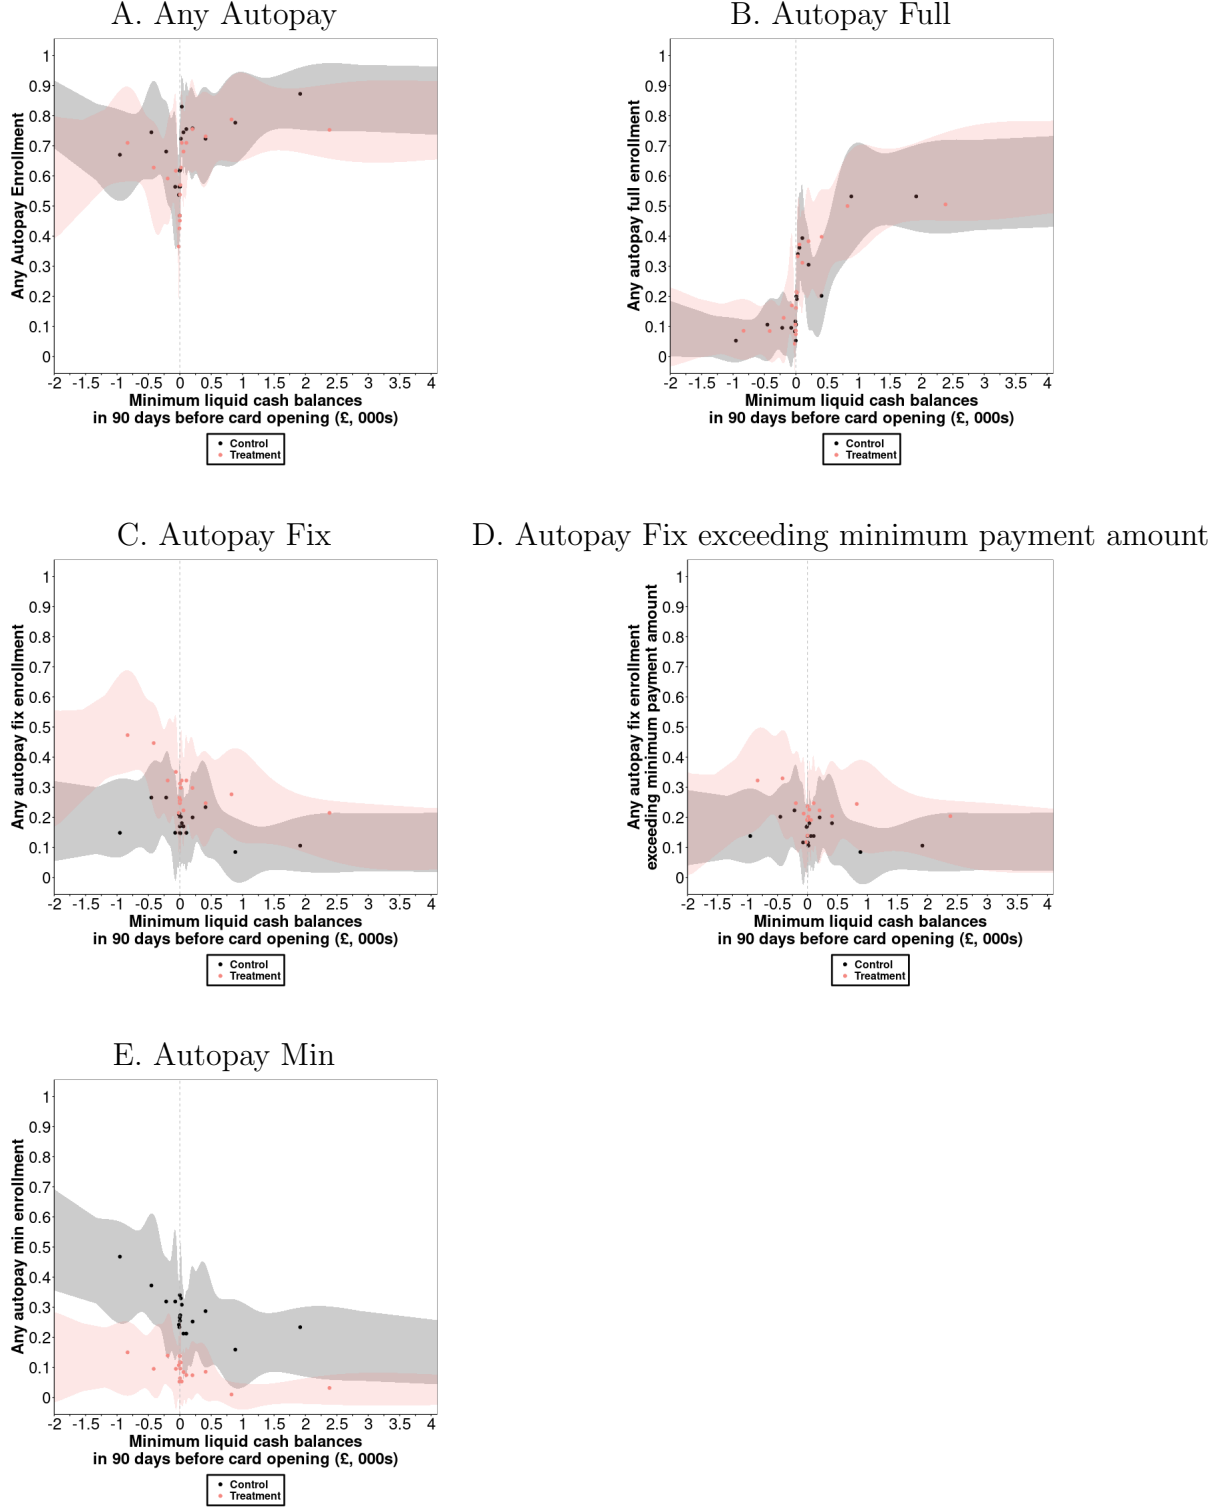 A. Any Autopay
Any Autopay Enrollment
1
0.9
0.8
0.7
0.6
0.5
0.4
0.3
0.2
0.1
0
-2 -1.5 -1 -0.5 0 0.5 1 1.5 2 2.5 3 3.5 4
Minimum liquid cash balances
in 90 days before card opening (£, 000s)
Control
Treatment
B. Autopay Full
Any autopay full enrollment
1
0.9
0.8
0.7
0.6
0.5
0.4
0.3
0.2
0.1
0
-2 -1.5 -1 -0.5 0 0.5 1 1.5 2 2.5 3 3.5 4
Minimum liquid cash balances
in 90 days before card opening (£, 000s)
Control
Treatment
C. Autopay Fix
Any autopay fix enrollment
1
0.9
0.8
0.7
0.6
0.5
0.4
0.3
0.2
0.1
0
-2 -1.5 -1 -0.5 0 0.5 1 1.5 2 2.5 3 3.5 4
Minimum liquid cash balances
in 90 days before card opening (£, 000s)
Control
Treatment
D. Autopay Fix exceeding minimum payment amount
Any autopay fix enrollment
exceeding minimum payment amount
1
0.9
0.8
0.7
0.6
0.5
0.4
0.3
0.2
0.1
0
-2 -1.5 -1 -0.5 0 0.5 1 1.5 2 2.5 3 3.5 4
Minimum liquid cash balances
in 90 days before card opening (£, 000s)
Control
Treatment
E. Autopay Min
Any autopay min enrollment
1
0.9
0.8
0.7
0.6
0.5
0.4
0.3
0.2
0.1
0
-2 -1.5 -1 -0.5 0 0.5 1 1.5 2 2.5 3 3.5 4
Minimum liquid cash balances
in 90 days before card opening (£, 000s)
Control
Treatment